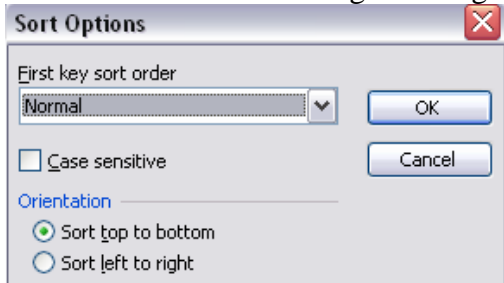 Sort Options
First key sort order
Normal
OK
Case sensitive
Cancel
Orientation
Sort top to bottom
Sort left to right